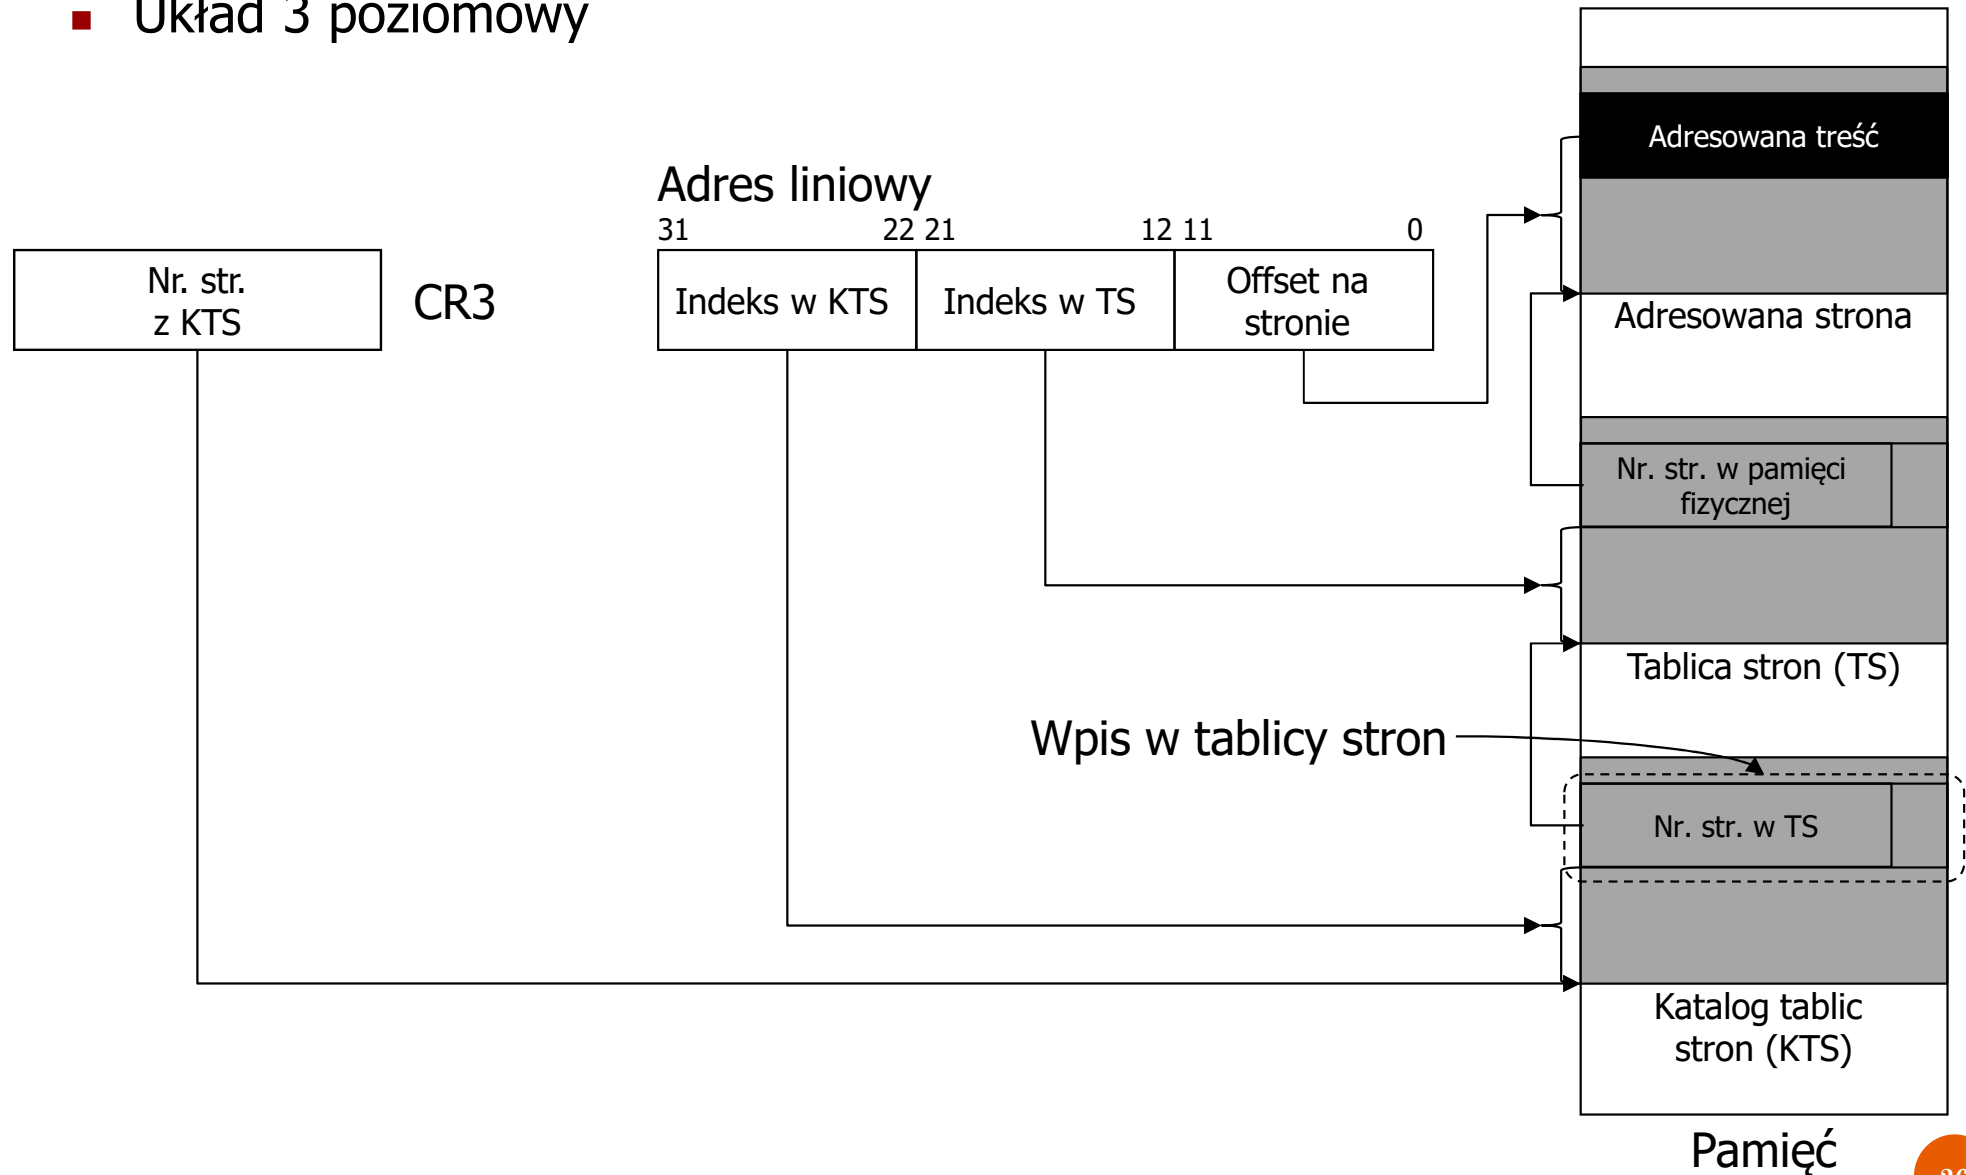 Układ 3 poziomowy
Adresowana treść
Adres liniowy
31 22 21 12 11 0
Nr. str.
z KTS
CR3
Indeks w KTS
Indeks w TS
Offset na
stronie
Adresowana strona
Nr. str. w pamięci
fizycznej
Tablica stron (TS)
Wpis w tablicy stron
Nr. str. w TS
Katalog tablic
stron (KTS)
Pamięć